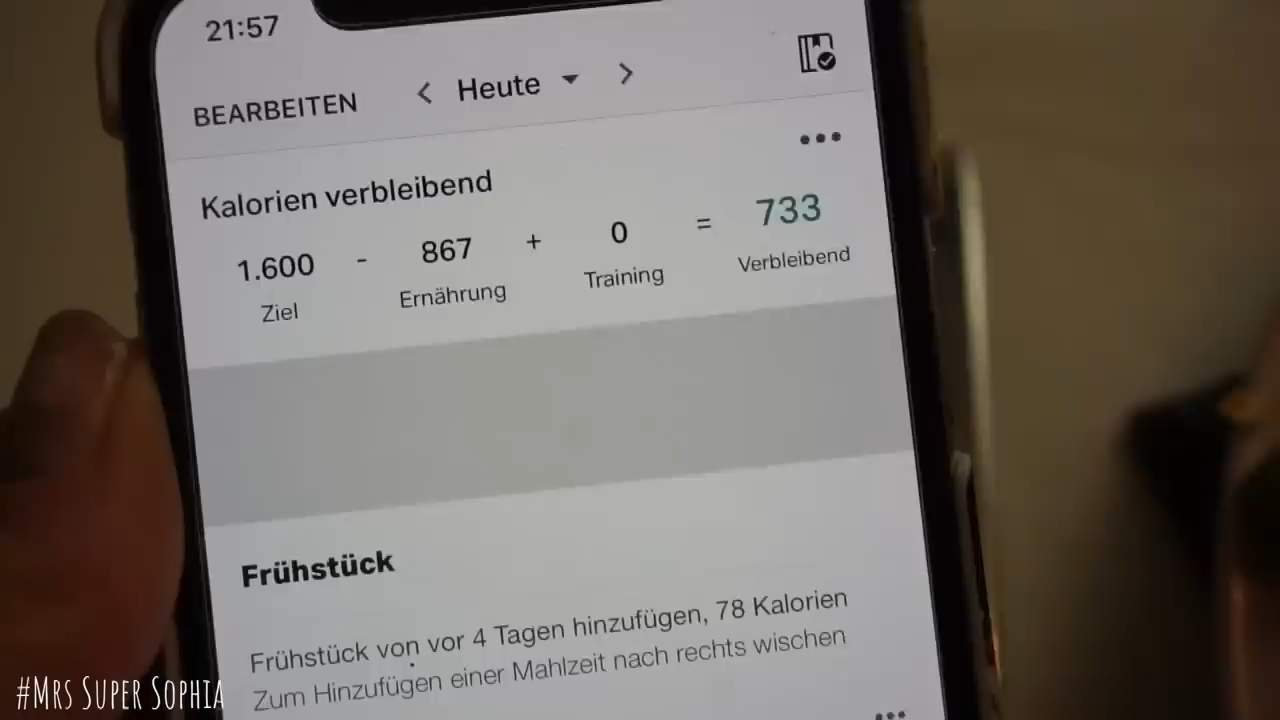 21:57
BEARBEITEN < Heute >
Kalorien verbleibend
1.600 - 867 + 0 = 733
Ziel Ernährung Training Verbleibend
Frühstück
Frühstück von vor 4 Tagen hinzufügen, 78 Kalorien
Zum Hinzufügen einer Mahlzeit nach rechts wischen
#MRS SUPER SOPHIA